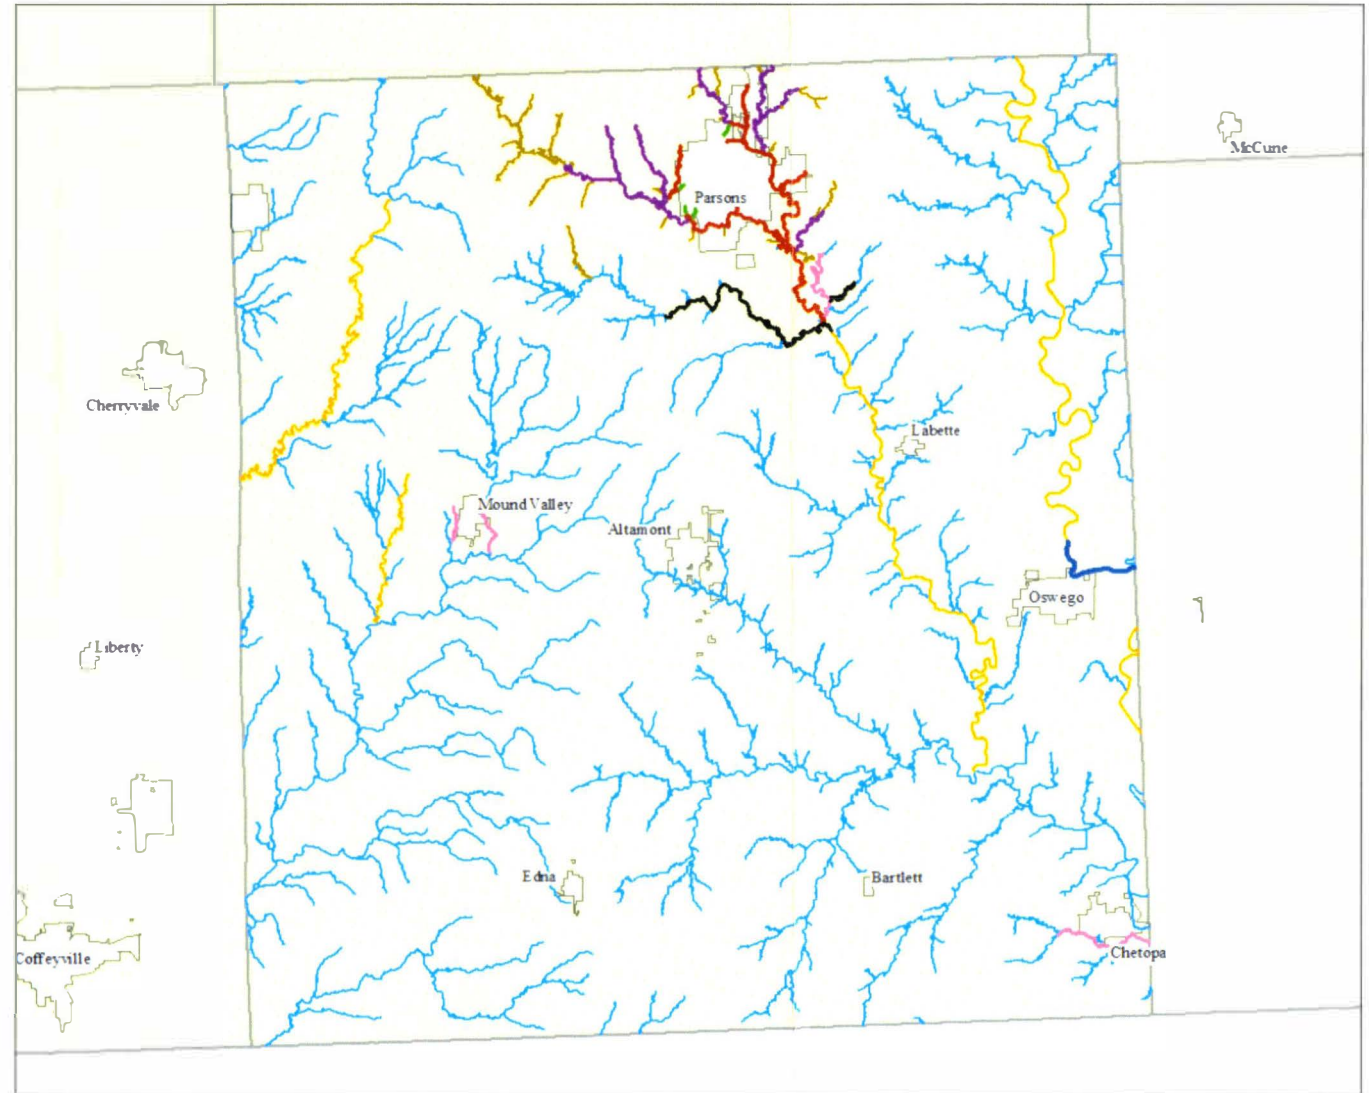 McCune
Parsons
Cherryvale
Labette
Mound Valley
Altamont
Oswego
Liberty
Edna
Bartlett
Coffeyville
Chetopa